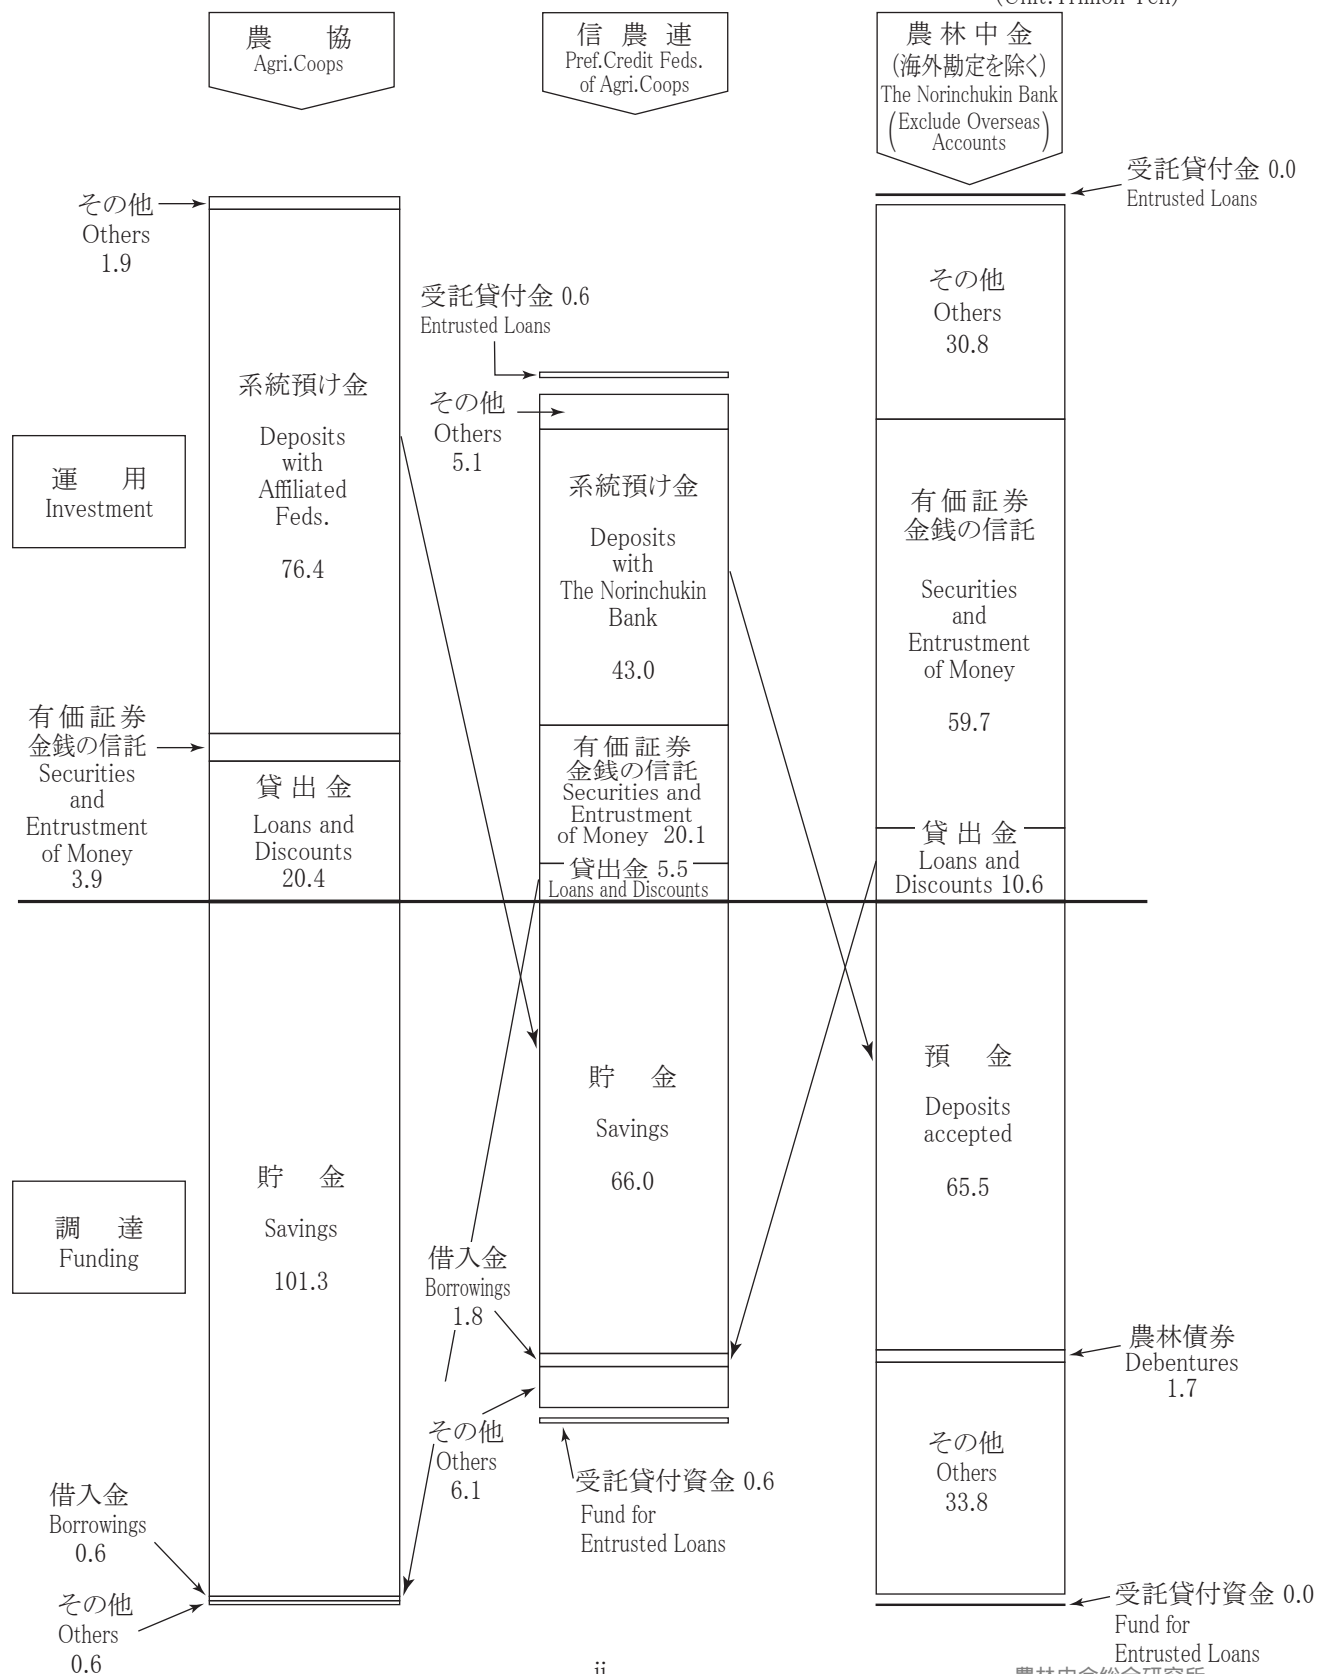 (Unit:Trillion Yen)
農　　協
Agri.Coops
信 農 連
Pref.Credit Feds.
of Agri.Coops
農林中金
(海外勘定を除く)
The Norinchukin Bank
(Exclude Overseas
Accounts)
受託貸付金 0.0
Entrusted Loans
その他
Others
1.9
受託貸付金 0.6
Entrusted Loans
その他
Others
30.8
系統預け金
Deposits
with
Affiliated
Feds.
76.4
その他
Others
5.1
運　用
Investment
系統預け金
Deposits
with
The Norinchukin
Bank
43.0
有価証券
金銭の信託
Securities
and
Entrustment
of Money
59.7
有価証券
金銭の信託
Securities
and
Entrustment
of Money
3.9
貸出金
Loans and
Discounts
20.4
有価証券
金銭の信託
Securities and
Entrustment
of Money 20.1
貸出金 5.5
Loans and Discounts
貸出金
Loans and
Discounts 10.6
調　達
Funding
貯　金
Savings
101.3
貯　金
Savings
66.0
預　金
Deposits
accepted
65.5
借入金
Borrowings
1.8
農林債券
Debentures
1.7
その他
Others
6.1
その他
Others
33.8
受託貸付資金 0.6
Fund for
Entrusted Loans
借入金
Borrowings
0.6
その他
Others
0.6
受託貸付資金 0.0
Fund for
Entrusted Loans
ii
農林中金総合研究所